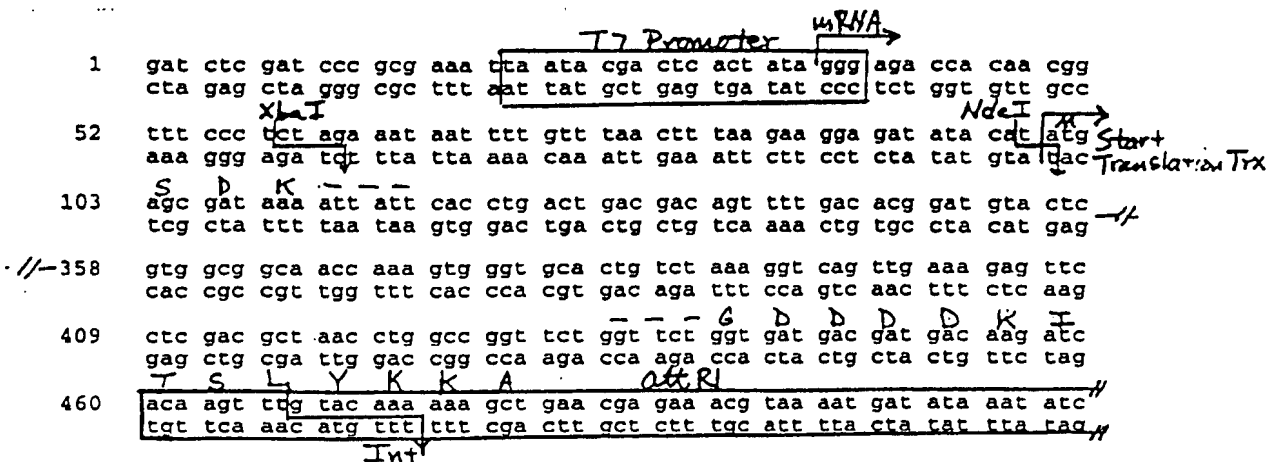 T7 Promoter mRNA
1 gat ctc gat ccc gcg aaa ttaa ata cga ctc act ata ggg aga cca caa cgg
cta gag cta ggg cgc ttt aat tat gct gag tga tat ccc tct ggt gtt gcc
XbaI NdeI M
52 ttt ccc tct aga aat aat ttt gtt taa ctt taa gaa gga gat ata cat atg Start
aaa ggg aga tct tta tta aaa caa att gaa att ctt cct cta tat gta tac Translation Trx
S D K - - -
103 agc gat aaa att att cac ctg act gac gac agt ttt gac acg gat gta ctc
tcg cta ttt taa taa gtg gac tga ctg ctg tca aaa ctg tgc cta cat gag
358 gtg gcg gca acc aaa gtg ggt gca ctg tct aaa ggt cag ttg aaa gag ttc
cac cgc cgt tgg ttt cac cca cgt gac aga ttt cca gtc aac ttt ctc aag
- - - G D D D D K I
409 ctc gac gct aac ctg gcc ggt tct ggt tct ggt gat gac gat gac aag atc
gag ctg cga ttg gac cgg cca aga cca aga cca cta ctg cta ctg ttc tag
T S L Y K K A attR1
460 aca agt ttg tac aaa aaa gct gaa cga gaa acg taa aat gat ata aat atc
tgt tca aac atg ttt ttt cga ctt gct ctt tgc att tta cta tat tta tag
Int